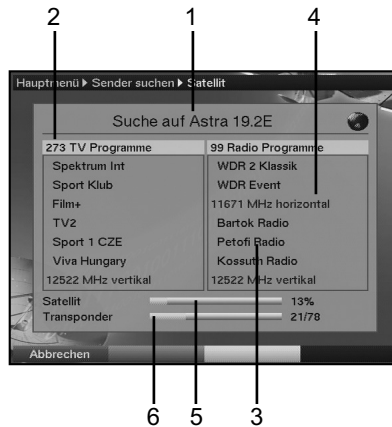 2
1
4
Hauptmenü ▶ Sender suchen ▶ Satellit
Suche auf Astra 19.2E
273 TV Programme
Spektrum Int
Sport Klub
Film+
TV2
Sport 1 CZE
Viva Hungary
12522 MHz vertikal
99 Radio Programme
WDR 2 Klassik
WDR Event
11671 MHz horizontal
Bartok Radio
Petofi Radio
Kossuth Radio
12522 MHz vertikal
Satellit 13%
Transponder 21/78
Abbrechen
6
5
3